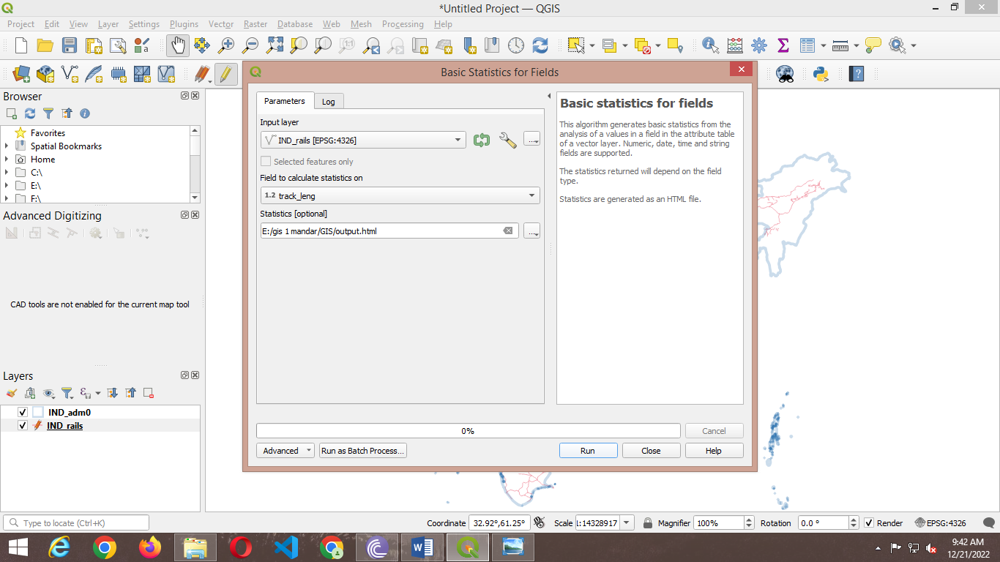 *Untitled Project — QGIS
Project Edit View Layer Settings Plugins Vector Raster Database Web Mesh Processing Help
Basic Statistics for Fields
Browser
Favorites
Spatial Bookmarks
Home
C:\
E:\
F:\
Advanced Digitizing
CAD tools are not enabled for the current map tool
Layers
IND_adm0
IND_rails
Parameters
Log
Input layer
IND_rails [EPSG:4326]
Selected features only
Field to calculate statistics on
1.2 track_leng
Statistics [optional]
E:/gis 1 mandar/GIS/output.html
Basic statistics for fields
This algorithm generates basic statistics from the
analysis of a values in a field in the attribute table
of a vector layer. Numeric, date, time and string
fields are supported.
The statistics returned will depend on the field
type.
Statistics are generated as an HTML file.
0%
Cancel
Advanced
Run as Batch Process...
Run
Close
Help
Type to locate (Ctrl+K)
Coordinate 32.92°,61.25° Scale 1:14328917 Magnifier 100% Rotation 0.0 ° Render EPSG:4326
9:42 AM
12/21/2022